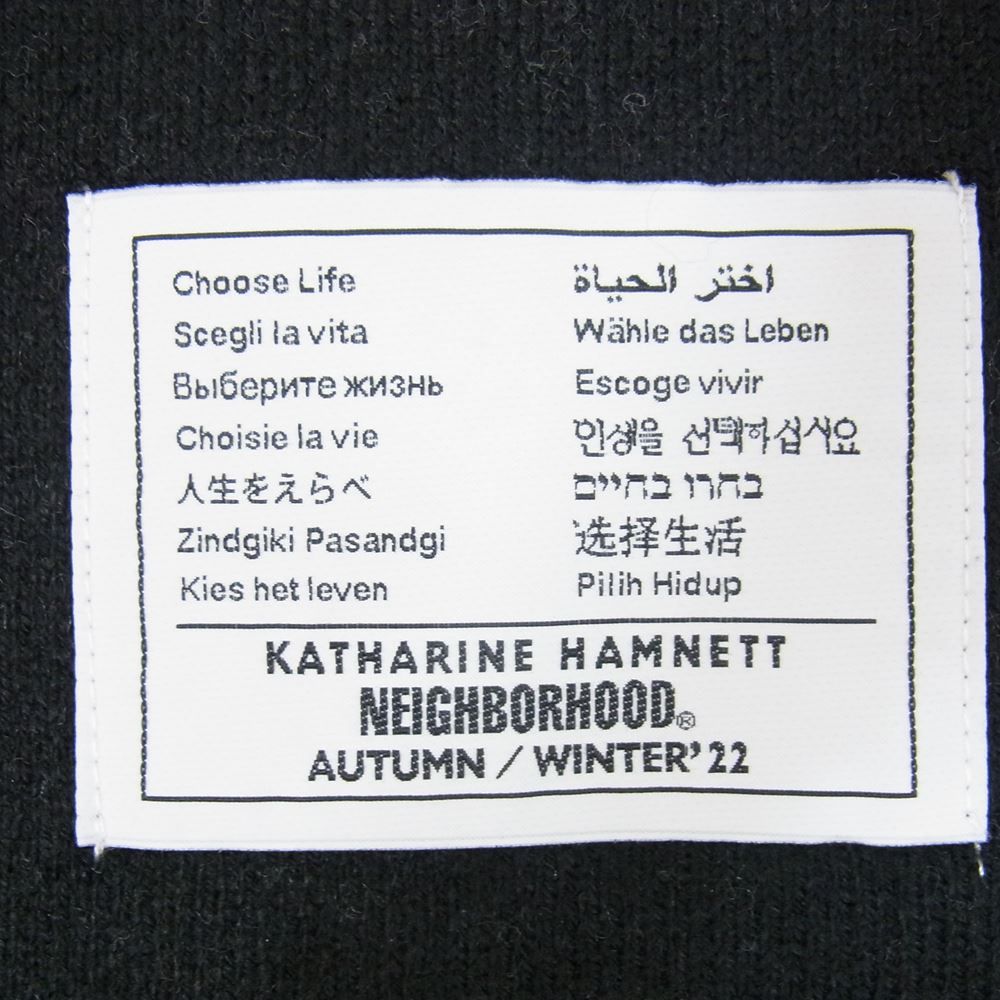 Choose Life
Scegli la vita
Выберите жизнь
Choisie la vie
人生をえらべ
Zindgiki Pasandgi
Kies het leven
اختر الحياة
Wähle das Leben
Escoge vivir
인생을 선택하십시요
בחרו בחיים
选择生活
Pilih Hidup
KATHARINE HAMNETT
NEIGHBORHOOD®
AUTUMN / WINTER’22